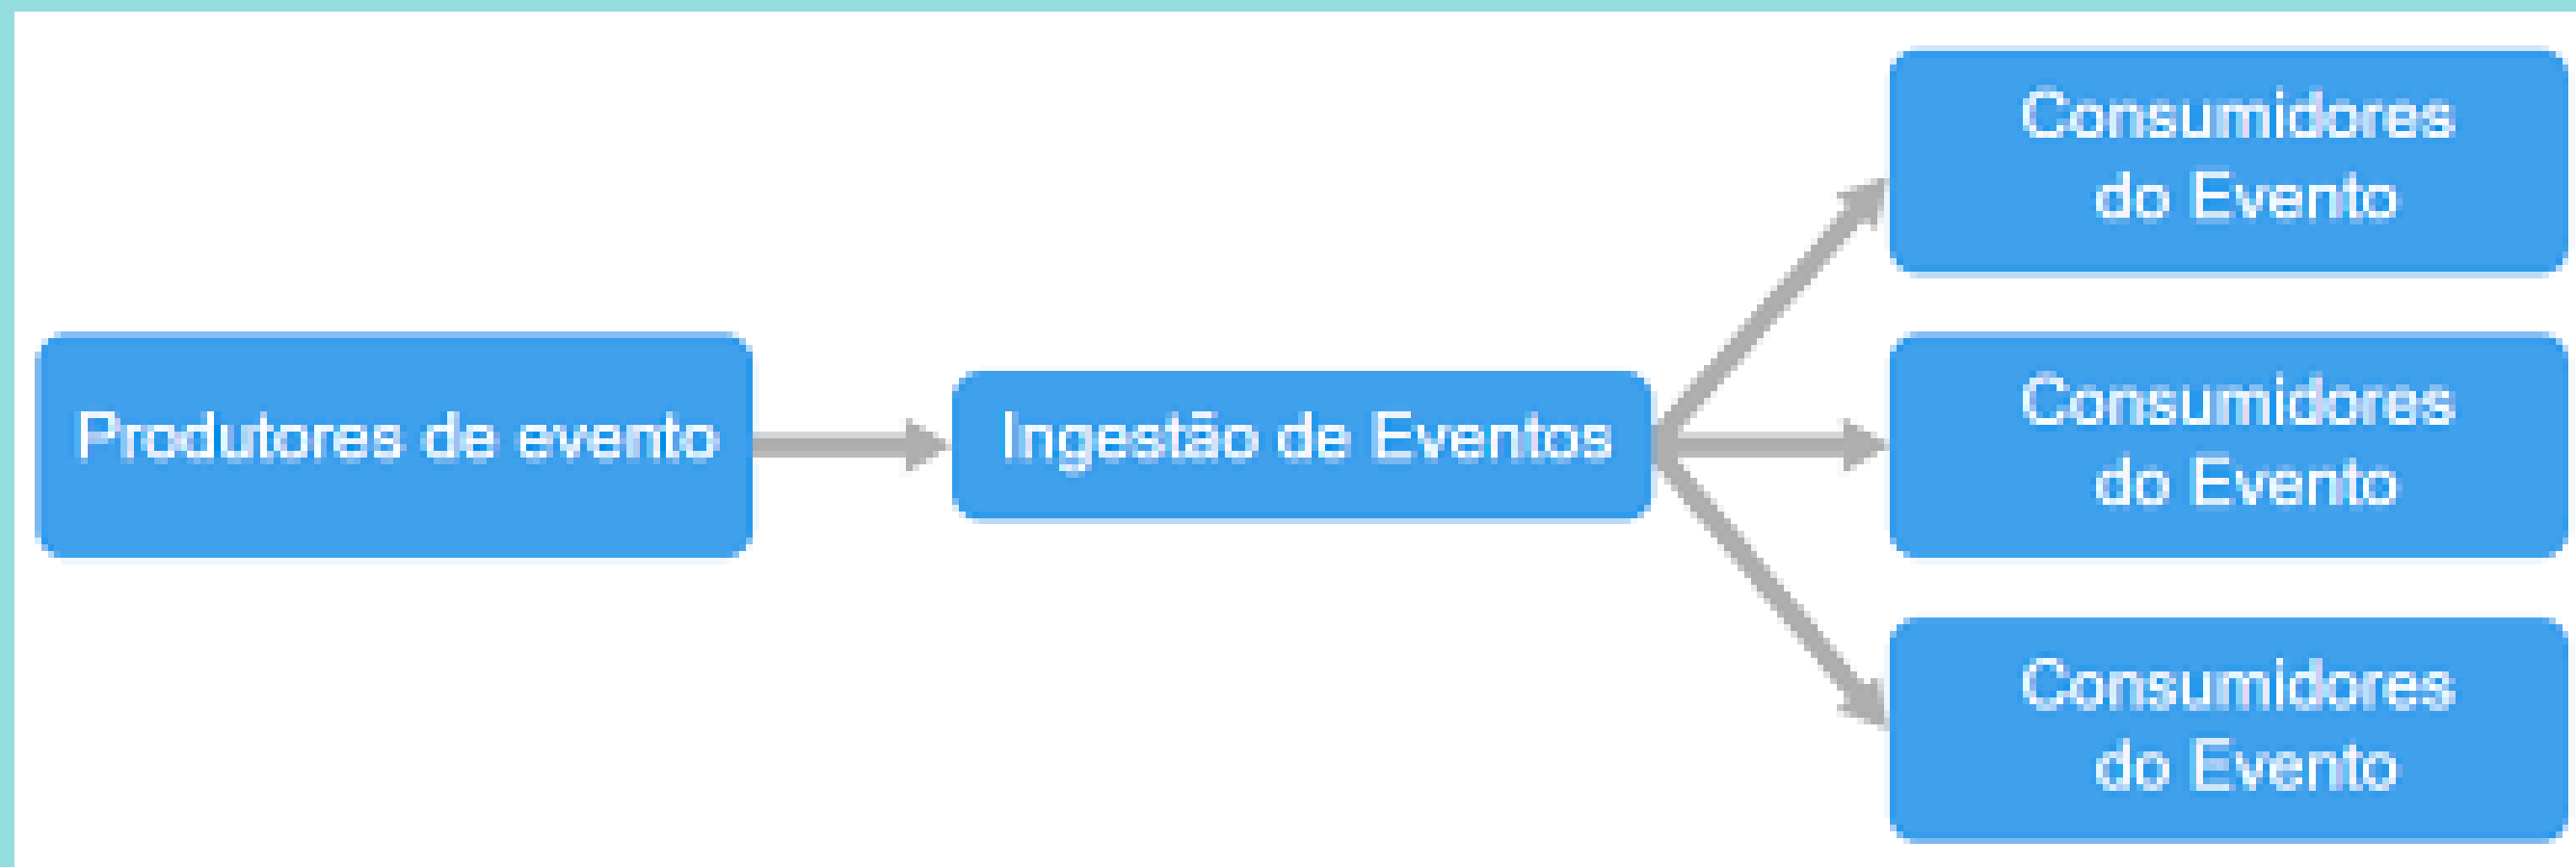 Produtores de evento
Ingestão de Eventos
Consumidores
do Evento
Consumidores
do Evento
Consumidores
do Evento